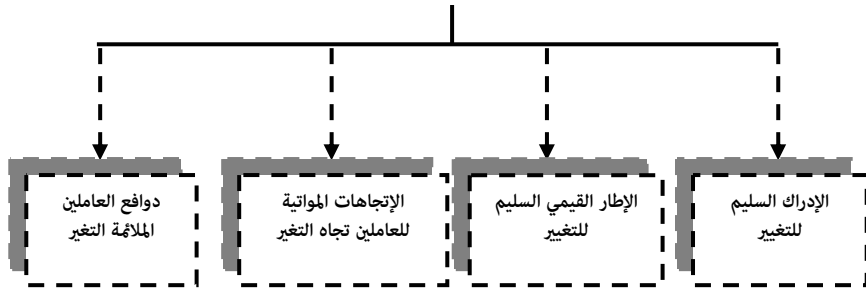 الإدراك السليم
للتغيير
الإطار القيمي السليم
للتغيير
الإتجاهات المواتية
للعاملين تجاه التغير
دوافع العاملين
الملائمة التغير